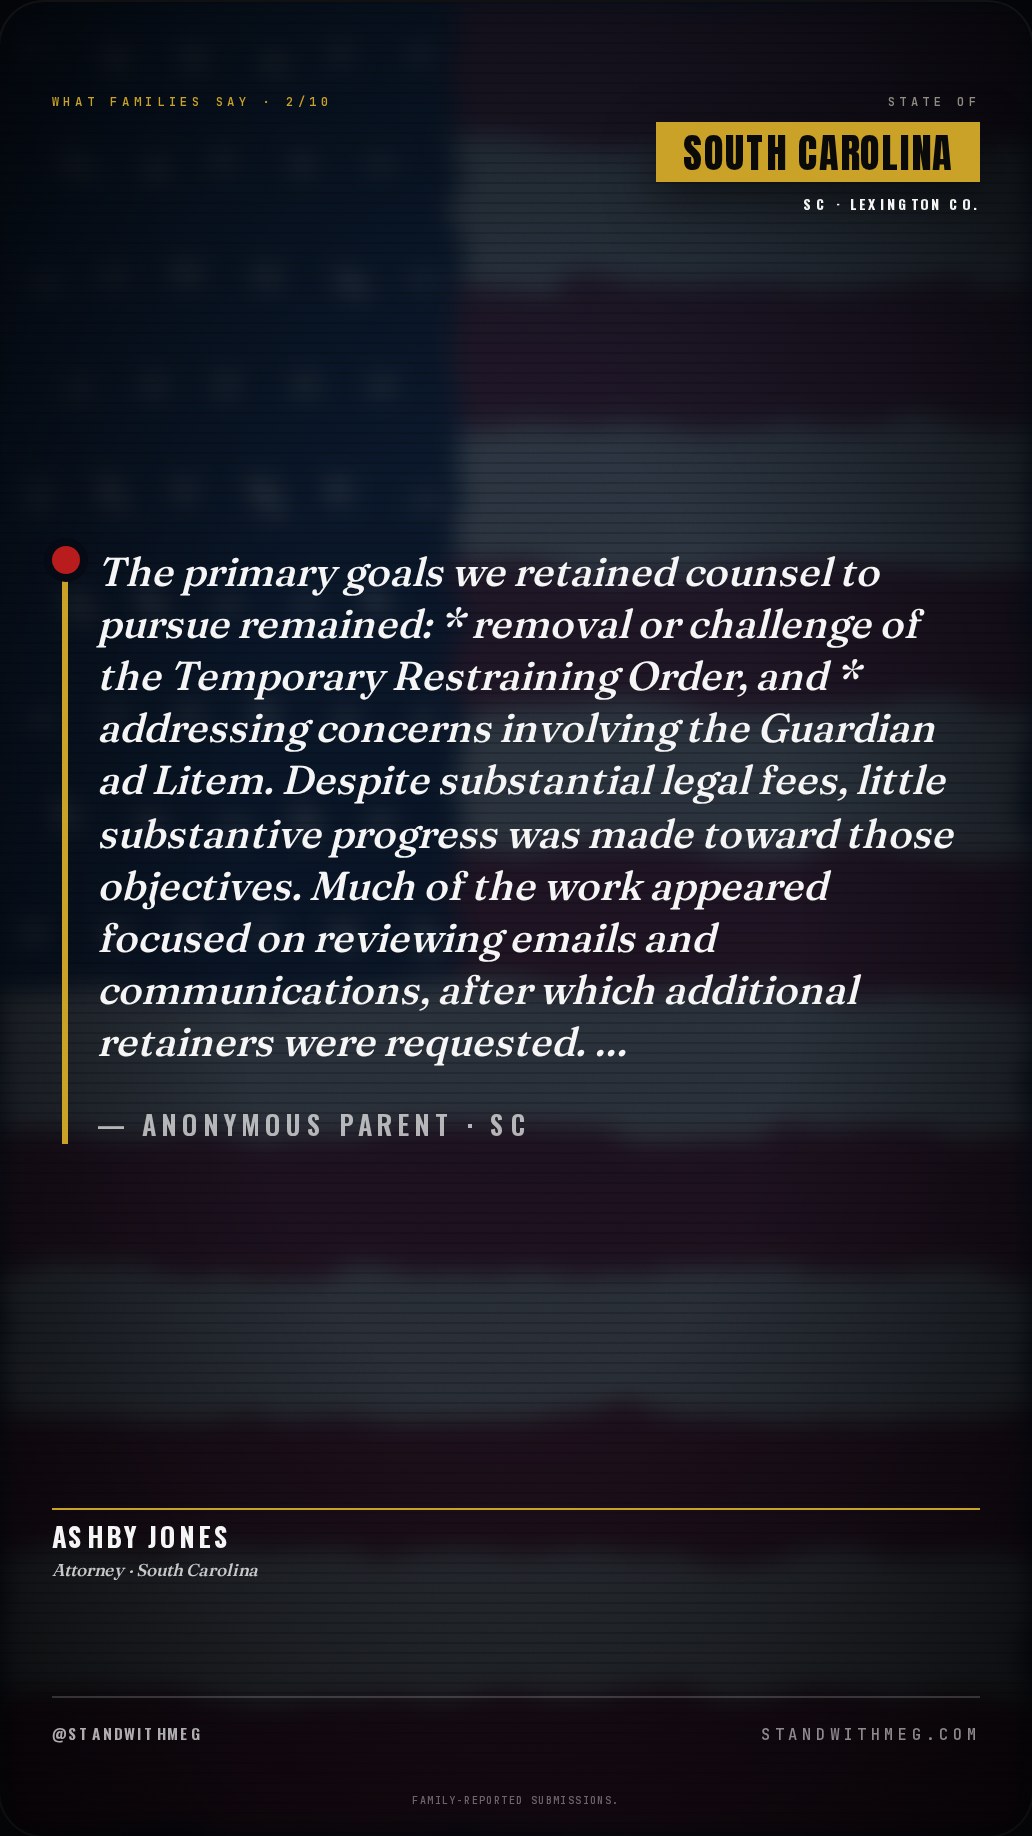 WHAT FAMILIES SAY · 2/10
STATE OF
SOUTH CAROLINA
SC · LEXINGTON CO.
The primary goals we retained counsel to
pursue remained: * removal or challenge of
the Temporary Restraining Order, and *
addressing concerns involving the Guardian
ad Litem. Despite substantial legal fees, little
substantive progress was made toward those
objectives. Much of the work appeared
focused on reviewing emails and
communications, after which additional
retainers were requested. ...
— ANONYMOUS PARENT · SC
ASHBY JONES
Attorney · South Carolina
@STANDWITHMEG
STANDWITHMEG.COM
FAMILY-REPORTED SUBMISSIONS.